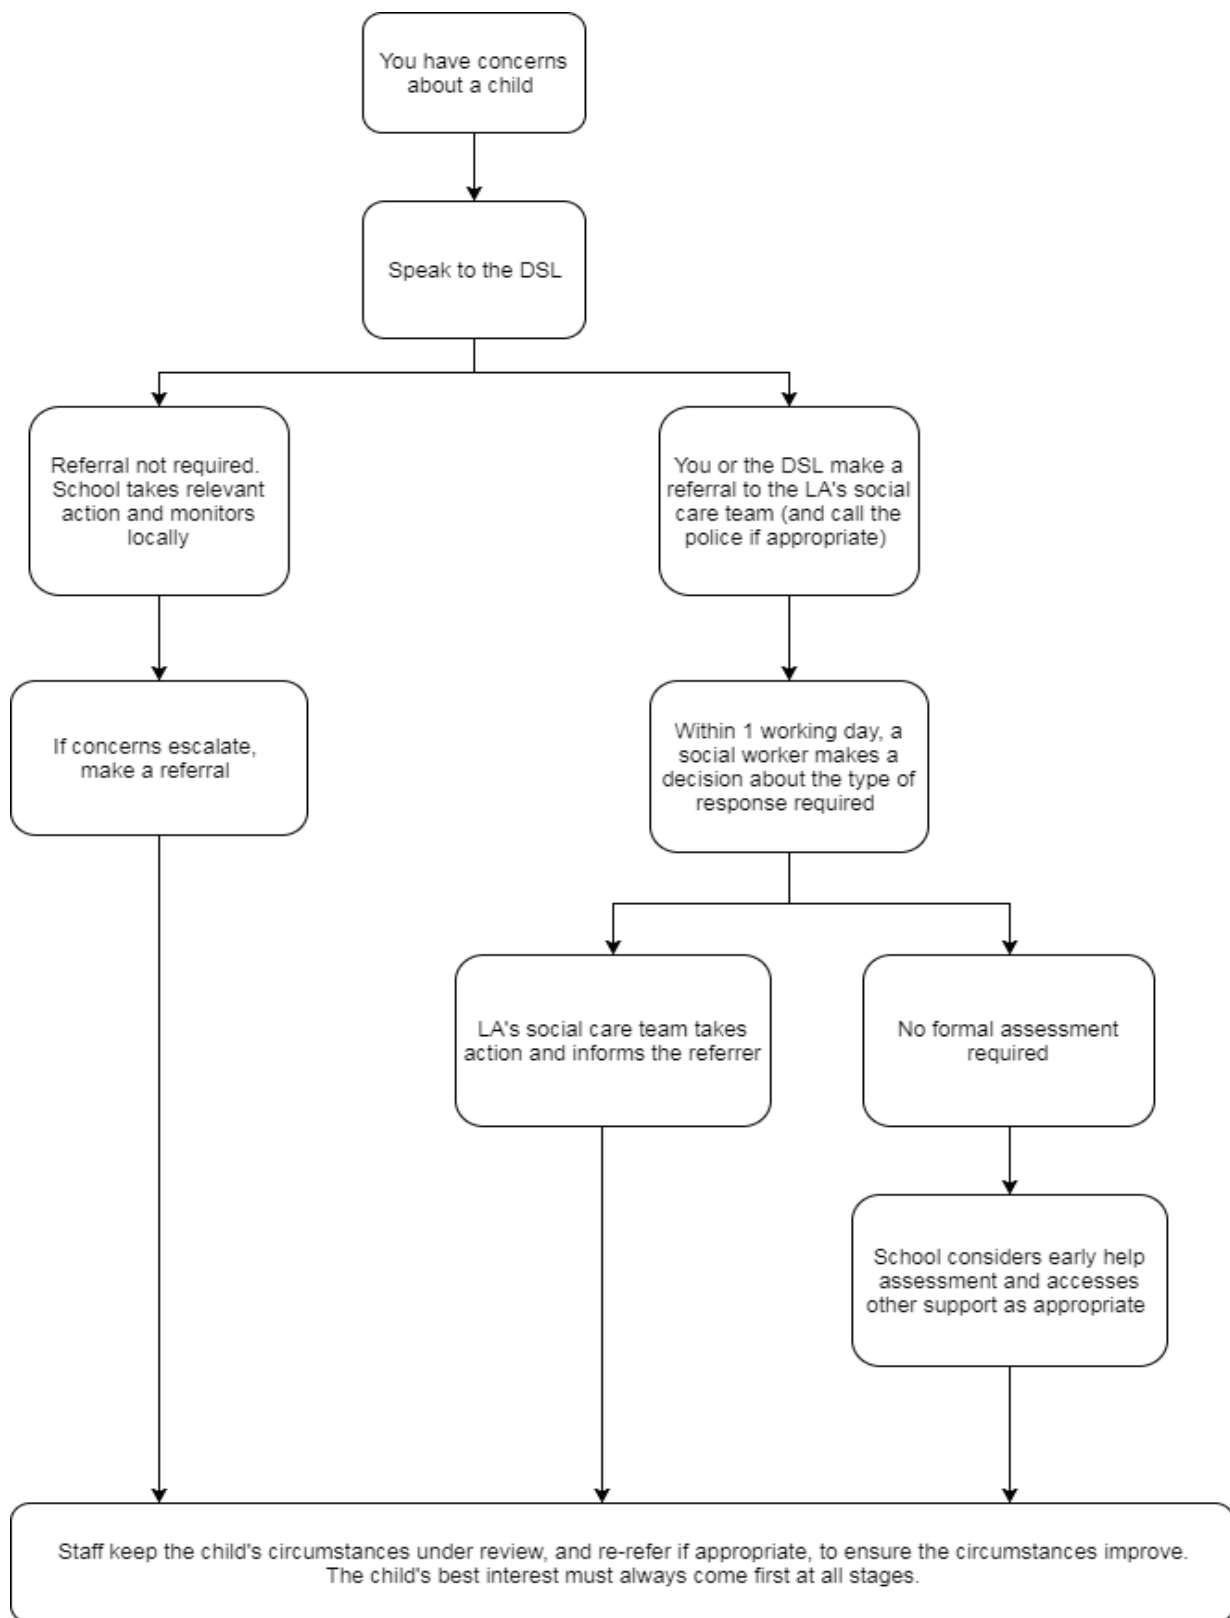 You have concerns
about a child
Speak to the DSL
Referral not required.
School takes relevant
action and monitors
locally
You or the DSL make a
referral to the LA's social
care team (and call the
police if appropriate)
If concerns escalate,
make a referral
Within 1 working day, a
social worker makes a
decision about the type of
response required
LA's social care team takes
action and informs the referrer
No formal assessment
required
School considers early help
assessment and accesses
other support as appropriate
Staff keep the child's circumstances under review, and re-refer if appropriate, to ensure the circumstances improve.
The child's best interest must always come first at all stages.